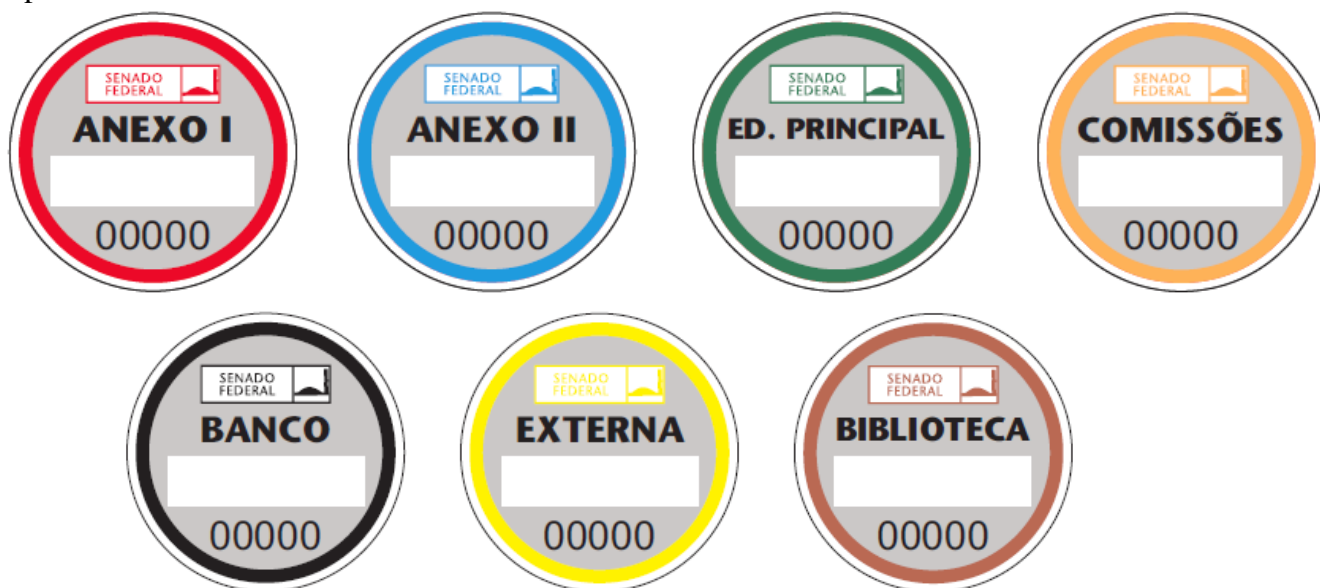 SENADO
FEDERAL
ANEXO I
00000
SENADO
FEDERAL
ANEXO II
00000
SENADO
FEDERAL
ED. PRINCIPAL
00000
SENADO
FEDERAL
COMISSÕES
00000
SENADO
FEDERAL
BANCO
00000
SENADO
FEDERAL
EXTERNA
00000
SENADO
FEDERAL
BIBLIOTECA
00000